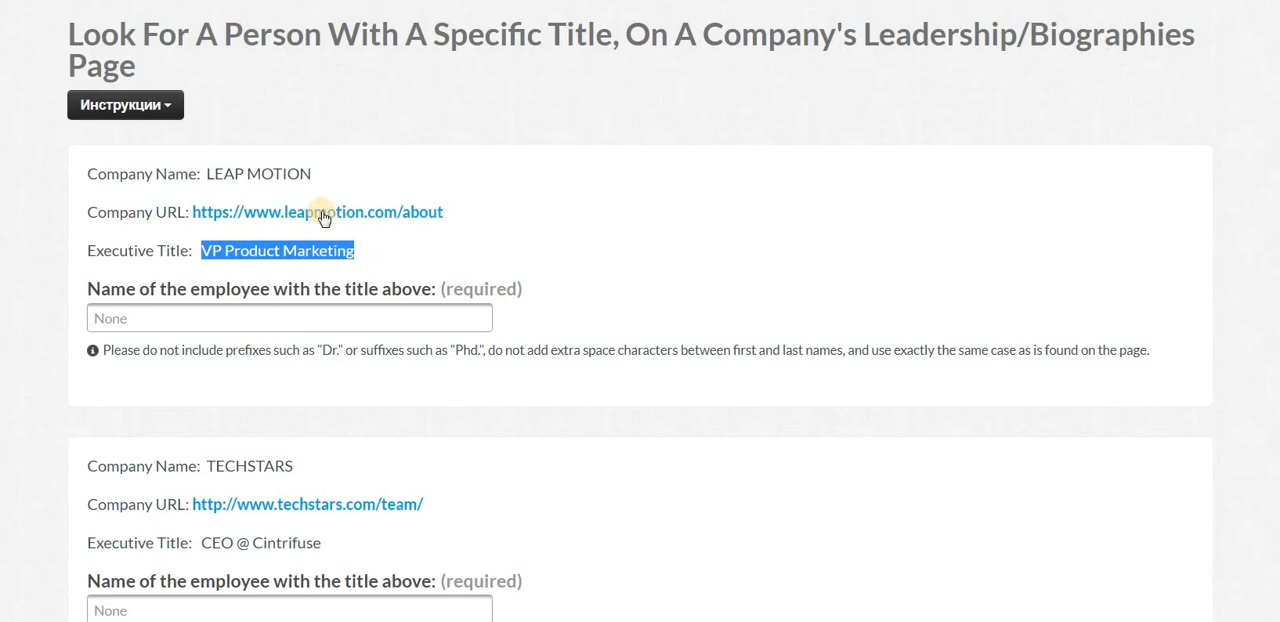 Look For A Person With A Specific Title, On A Company's Leadership/Biographies
Page
Инструкции
Company Name: LEAP MOTION
Company URL: https://www.leapmotion.com/about
Executive Title: VP Product Marketing
Name of the employee with the title above: (required)
None
Please do not include prefixes such as "Dr." or suffixes such as "Phd.", do not add extra space characters between first and last names, and use exactly the same case as is found on the page.
Company Name: TECHSTARS
Company URL: http://www.techstars.com/team/
Executive Title: CEO @ Cintrifuse
Name of the employee with the title above: (required)
None